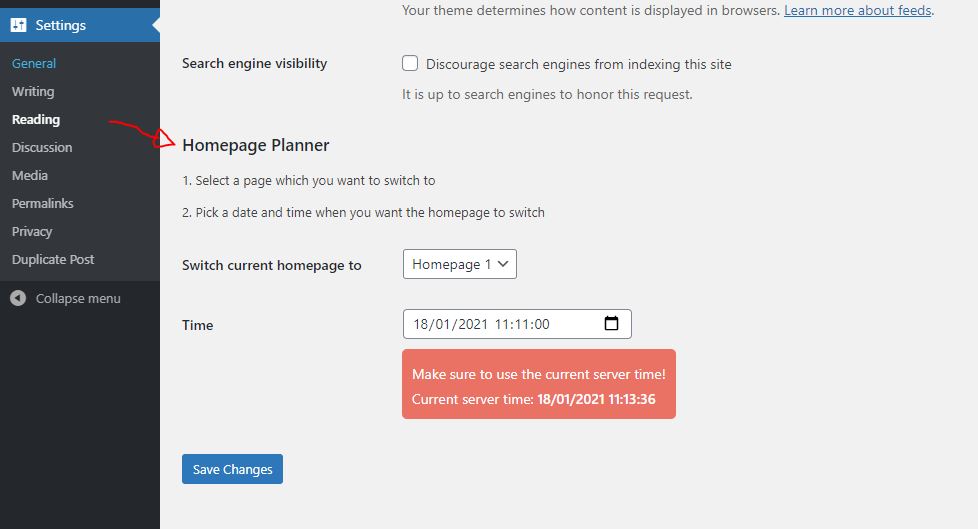 Settings
General
Writing
Reading
Discussion
Media
Permalinks
Privacy
Duplicate Post
Collapse menu
Your theme determines how content is displayed in browsers. Learn more about feeds.
Search engine visibility
Discourage search engines from indexing this site
It is up to search engines to honor this request.
Homepage Planner
1. Select a page which you want to switch to
2. Pick a date and time when you want the homepage to switch
Switch current homepage to
Homepage 1
Time
18/01/2021 11:11:00
Make sure to use the current server time!
Current server time: 18/01/2021 11:13:36
Save Changes